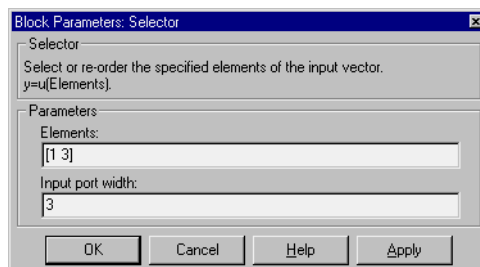 Block Parameters: Selector
Selector
Select or re-order the specified elements of the input vector.
y=u(Elements).
Parameters
Elements:
[1 3]
Input port width:
3
OK Cancel Help Apply